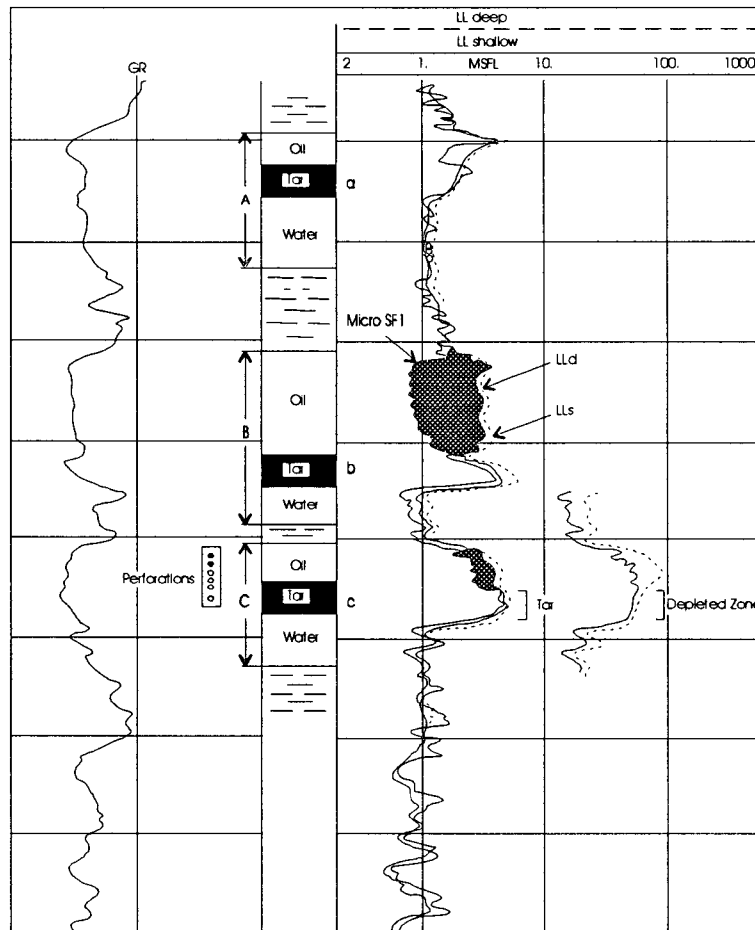 LL deep
LL shallow
GR
2 1. MSFL 10. 100. 1000
Oil
Tar
a
A
Water
Micro SF1
LLd
Oil
LLs
B
Tar
b
Water
Oil
Perforations
C
Tar
c
Tar
Depleted Zone
Water